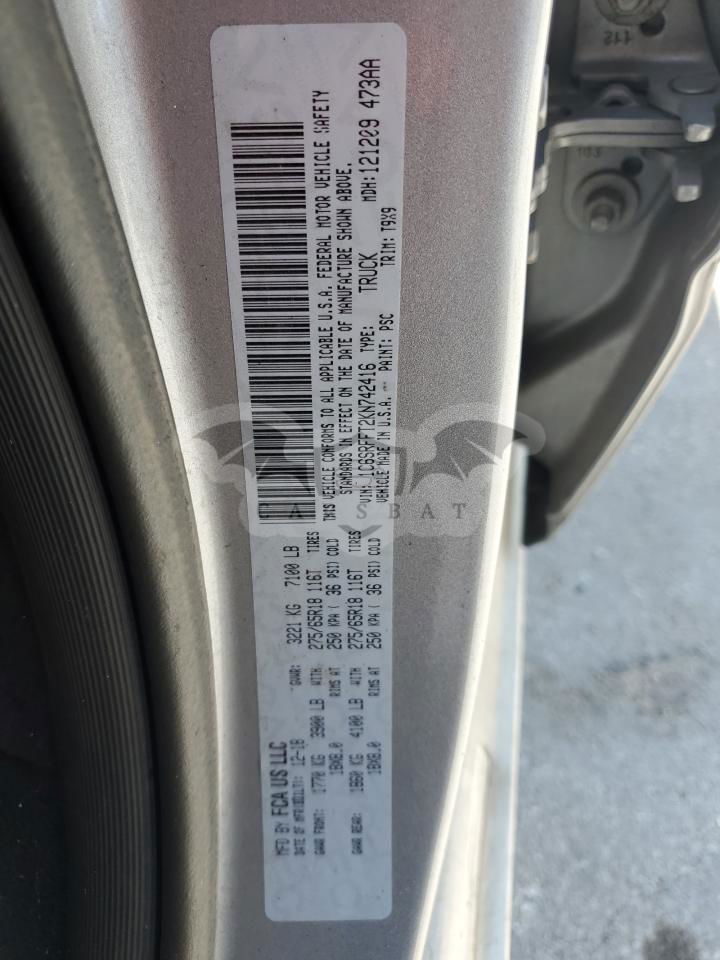 MFD BY FCA US LLC
DATE OF MFR(BCDILT): 12-18 GVWR: 3221 KG 7100 LB
GAWR FRONT: 1770 KG 3900 LB WITH 275/65R18 116T TIRES
18X8.0 RIMS AT 250 KPA ( 36 PSI) COLD
GAWR REAR: 1860 KG 4100 LB WITH 275/65R18 116T TIRES
18X8.0 RIMS AT 250 KPA ( 36 PSI) COLD
THIS VEHICLE CONFORMS TO ALL APPLICABLE U.S.A. FEDERAL MOTOR VEHICLE SAFETY
STANDARDS IN EFFECT ON THE DATE OF MANUFACTURE SHOWN ABOVE.
VIN: 1C6SRFFT2KN742416 TYPE: TRUCK MDH: 121209 473AA
VEHICLE MADE IN U.S.A. PAINT: PSC TRIM: T9X9
CARSBAT
112
103